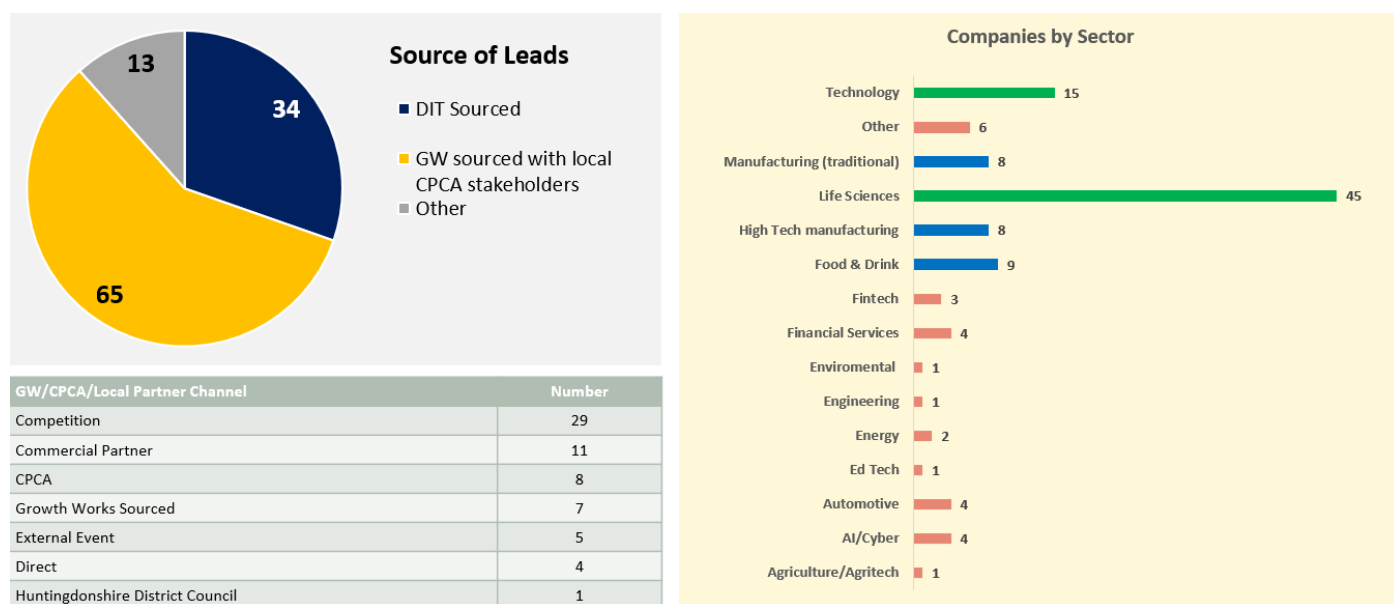 Source of Leads
13
34
65
DIT Sourced
GW sourced with local
CPCA stakeholders
Other
GW/CPCA/Local Partner Channel Number
Competition 29
Commercial Partner 11
CPCA 8
Growth Works Sourced 7
External Event 5
Direct 4
Huntingdonshire District Council 1
Companies by Sector
Technology 15
Other 6
Manufacturing (traditional) 8
Life Sciences 45
High Tech manufacturing 8
Food & Drink 9
Fintech 3
Financial Services 4
Enviromental 1
Engineering 1
Energy 2
Ed Tech 1
Automotive 4
AI/Cyber 4
Agriculture/Agritech 1